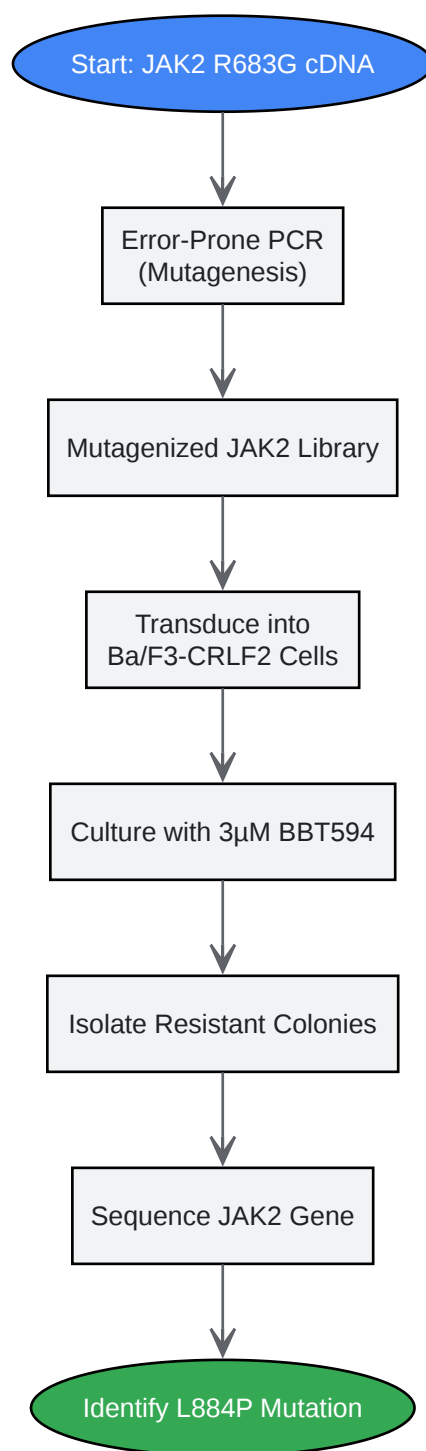 Start: JAK2 R683G cDNA
Error-Prone PCR
(Mutagenesis)
Mutagenized JAK2 Library
Transduce into
Ba/F3-CRLF2 Cells
Culture with 3µM BBT594
Isolate Resistant Colonies
Sequence JAK2 Gene
Identify L884P Mutation